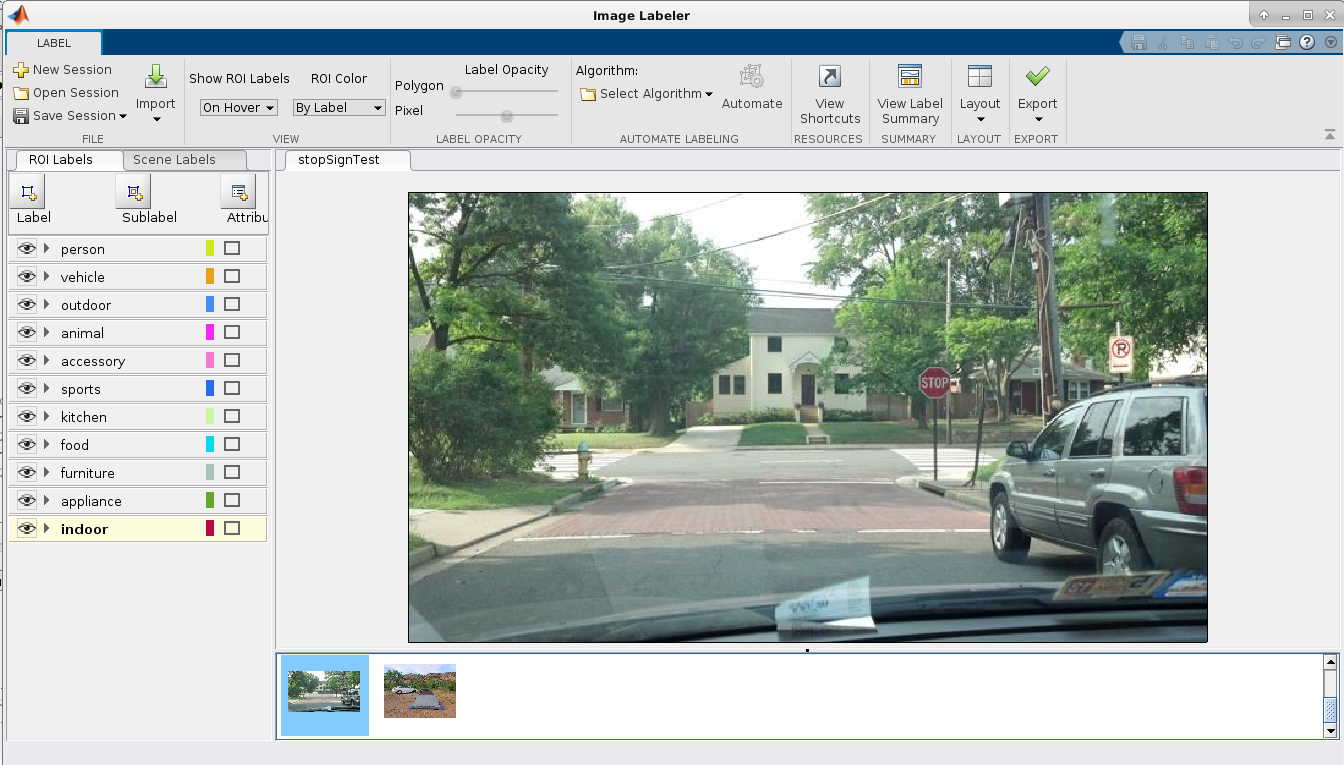 Image Labeler
LABEL
New Session
Open Session
Save Session
Import
FILE
Show ROI Labels
ROI Color
On Hover
By Label
VIEW
Label Opacity
Polygon
Pixel
LABEL OPACITY
Algorithm:
Select Algorithm
Automate
AUTOMATE LABELING
View
Shortcuts
RESOURCES
View Label
Summary
SUMMARY
Layout
LAYOUT
Export
EXPORT
ROI Labels
Scene Labels
stopSignTest
Label
Sublabel
Attribu
person
vehicle
outdoor
animal
accessory
sports
kitchen
food
furniture
appliance
indoor
STOP
P